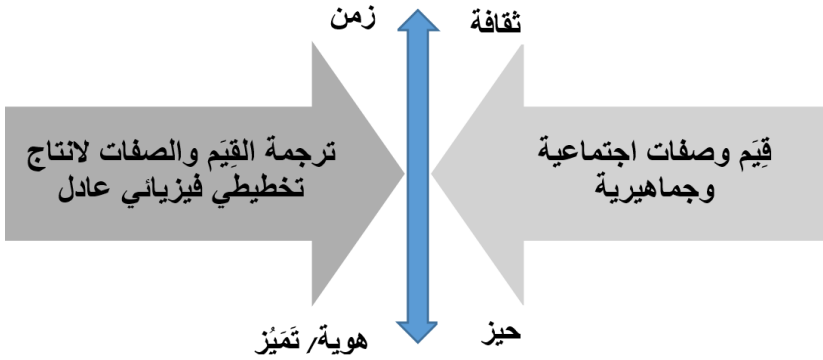 ثقافة
زمن
قِيَم وصفات اجتماعية
وجماهيرية
ترجمة القِيَم والصفات لانتاج
تخطيطي فيزيائي عادل
حيز
هوية/ تَمَيُز